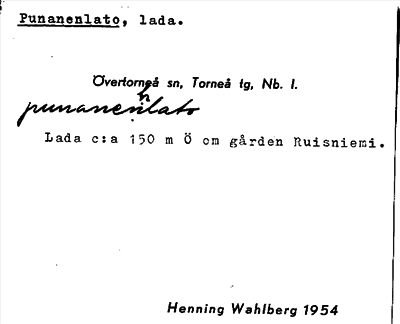 Punanenlato, lada.
Övertorneå sn, Torneå tg, Nb. l.
h
punanenlato
Lada c:a 150 m Ö om gården Ruisniemi.
Henning Wahlberg 1954